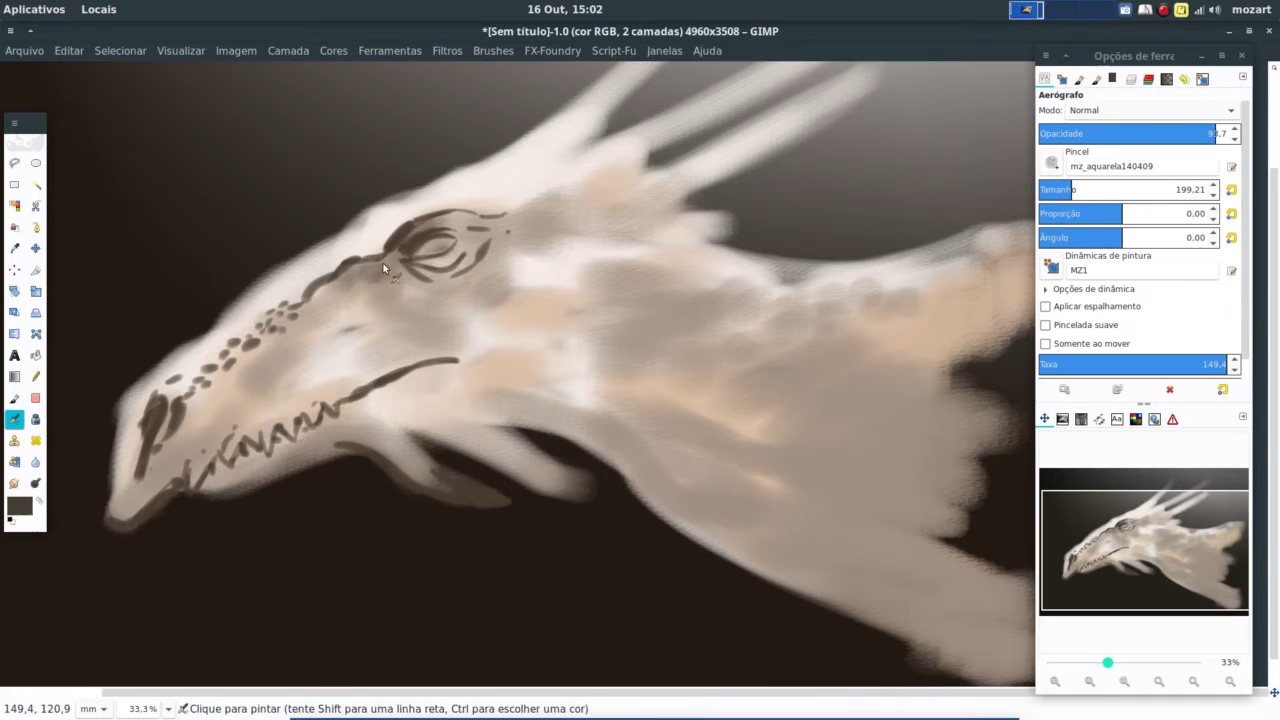 Aplicativos Locais 16 Out, 15:02 mozart
*[Sem título]-1.0 (cor RGB, 2 camadas) 4960x3508 – GIMP
Arquivo Editar Selecionar Visualizar Imagem Camada Cores Ferramentas Filtros Brushes FX-Foundry Script-Fu Janelas Ajuda
Opções de ferra
Aerógrafo
Modo: Normal
Opacidade
Pincel
mz_aquarela140409
Tamanho 199,21
Proporção 0,00
Ângulo 0,00
Dinâmicas de pintura
MZ1
Opções de dinâmica
Aplicar espalhamento
Pincelada suave
Somente ao mover
Taxa 149,4
33%
149,4, 120,9 mm 33,3% Clique para pintar (tente Shift para uma linha reta, Ctrl para escolher uma cor)